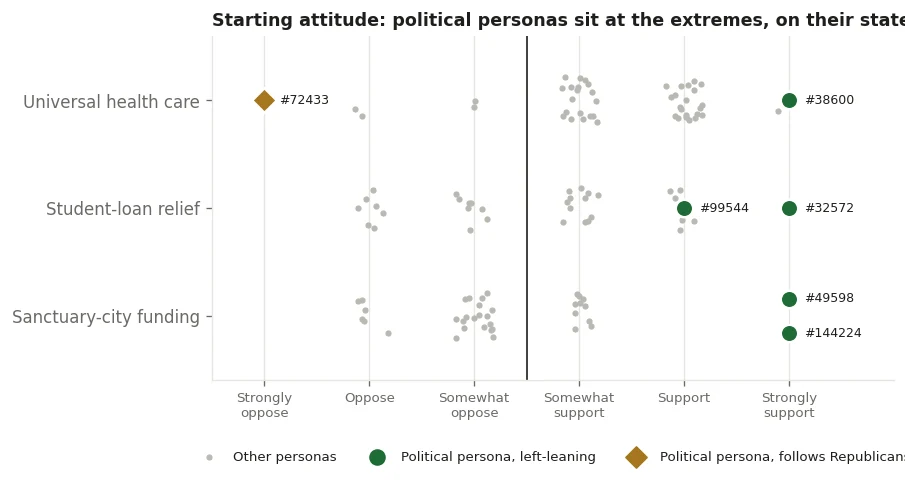 Starting attitude: political personas sit at the extremes, on their state
Universal health care
#72433
#38600
Student-loan relief
#99544
#32572
Sanctuary-city funding
#49598
#144224
Strongly oppose
Oppose
Somewhat oppose
Somewhat support
Support
Strongly support
Other personas
Political persona, left-leaning
Political persona, follows Republicans